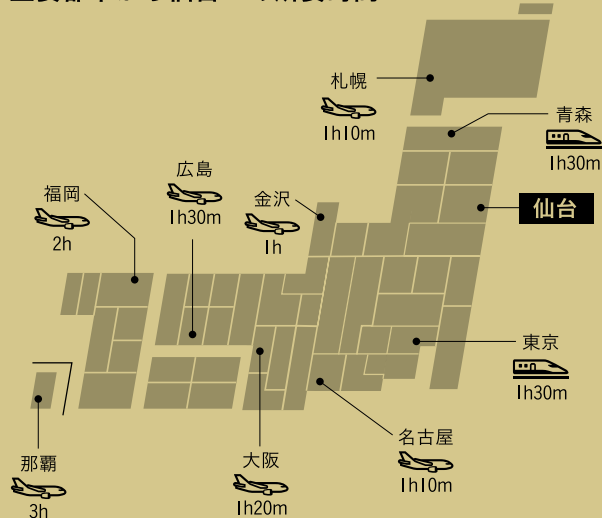 札幌
1h10m
青森
1h30m
仙台
広島
1h30m
金沢
1h
福岡
2h
東京
1h30m
名古屋
1h10m
大阪
1h20m
那覇
3h